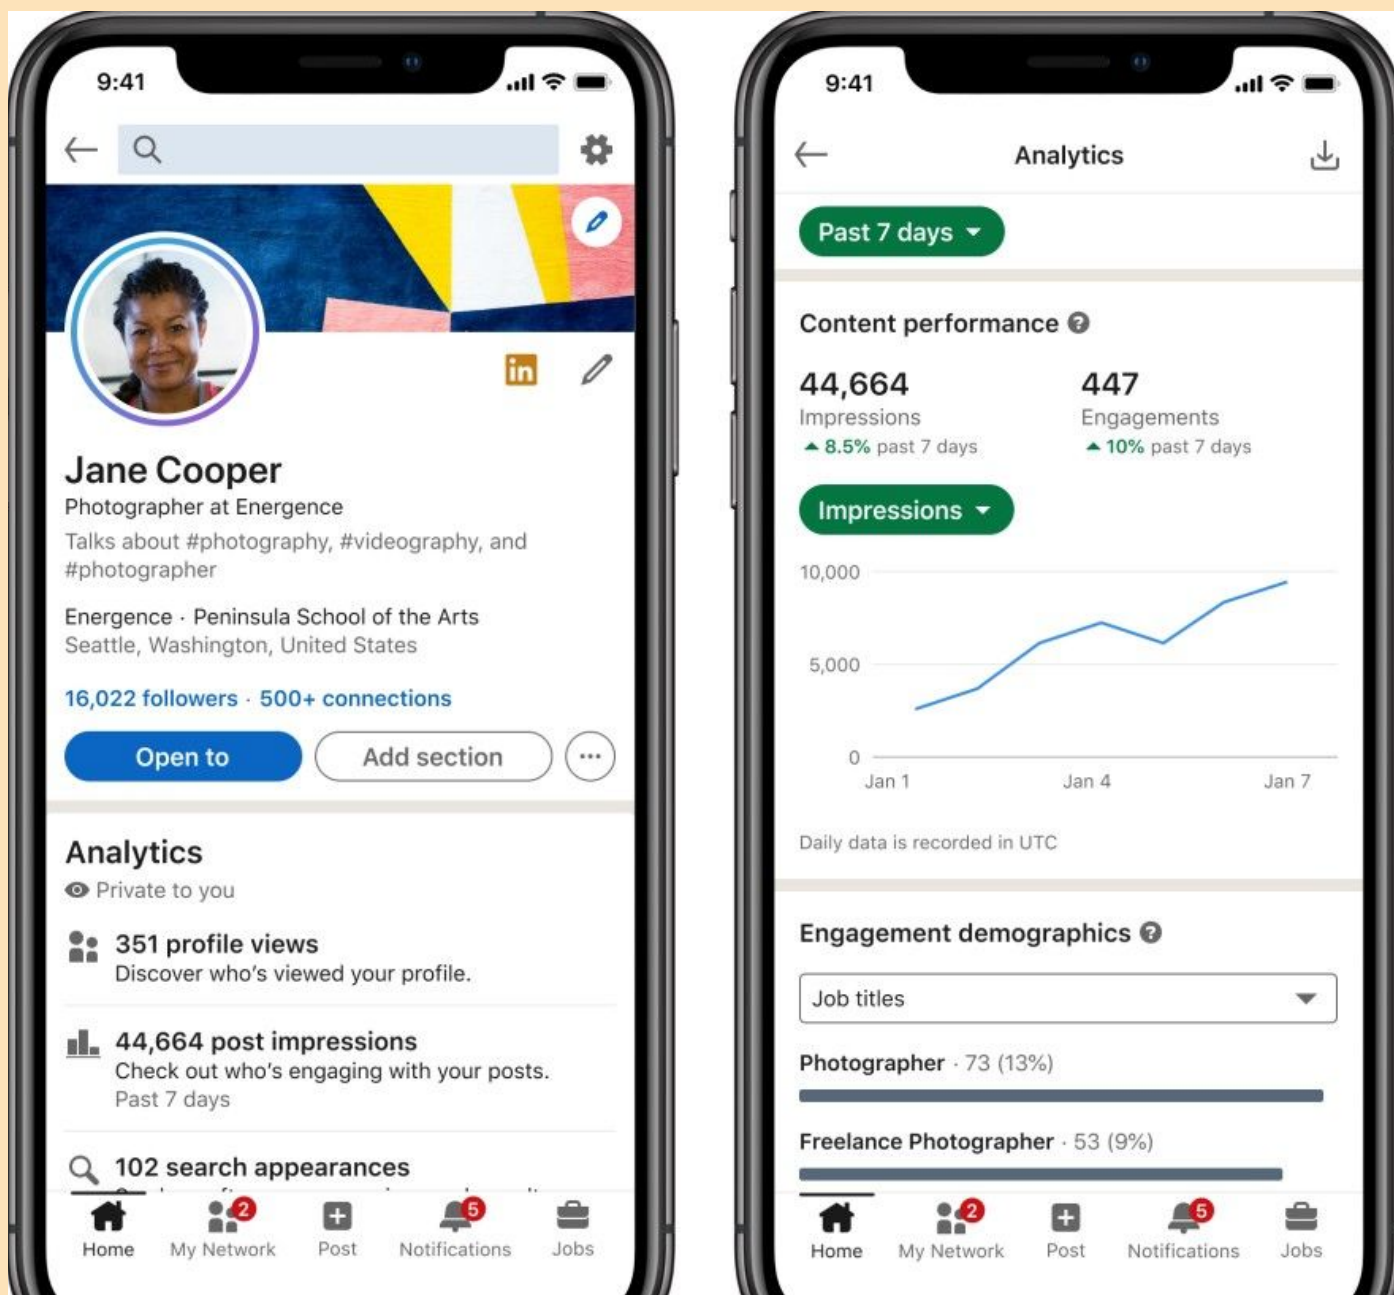 9:41
Jane Cooper
Photographer at Energence
Talks about #photography, #videography, and
#photographer
Energence · Peninsula School of the Arts
Seattle, Washington, United States
16,022 followers · 500+ connections
Open to
Add section
Analytics
Private to you
351 profile views
Discover who's viewed your profile.
44,664 post impressions
Check out who's engaging with your posts.
Past 7 days
102 search appearances
Home
2
My Network
Post
5
Notifications
Jobs
in
9:41
Analytics
Past 7 days
Content performance
44,664
Impressions
8.5% past 7 days
447
Engagements
10% past 7 days
Impressions
10,000
5,000
0
Jan 1
Jan 4
Jan 7
Daily data is recorded in UTC
Engagement demographics
Job titles
Photographer · 73 (13%)
Freelance Photographer · 53 (9%)
Home
2
My Network
Post
5
Notifications
Jobs